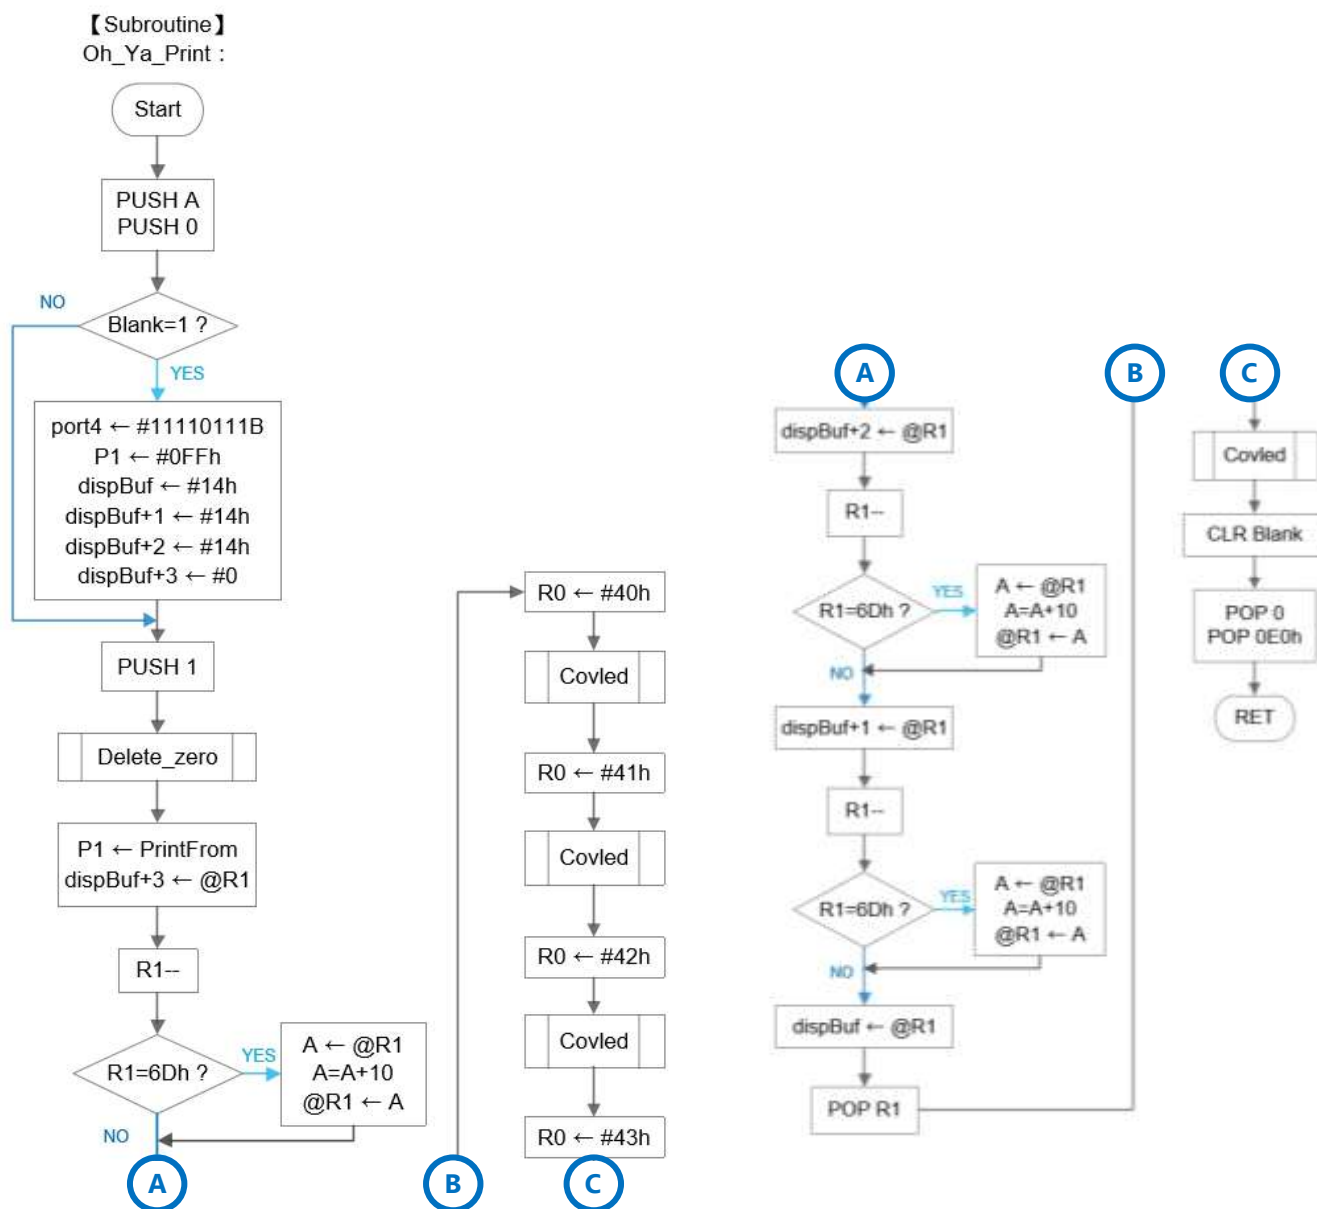 【Subroutine】
Oh_Ya_Print :
Start
PUSH A
PUSH 0
Blank=1 ?
NO
YES
port4 ← #11110111B
P1 ← #0FFh
dispBuf ← #14h
dispBuf+1 ← #14h
dispBuf+2 ← #14h
dispBuf+3 ← #0
PUSH 1
Delete_zero
P1 ← PrintFrom
dispBuf+3 ← @R1
R1--
R1=6Dh ?
YES
A ← @R1
A=A+10
@R1 ← A
NO
A
B
R0 ← #40h
Covled
R0 ← #41h
Covled
R0 ← #42h
Covled
R0 ← #43h
C
A
dispBuf+2 ← @R1
R1--
R1=6Dh ?
YES
A ← @R1
A=A+10
@R1 ← A
NO
dispBuf+1 ← @R1
R1--
R1=6Dh ?
YES
A ← @R1
A=A+10
@R1 ← A
NO
dispBuf ← @R1
POP R1
B
C
Covled
CLR Blank
POP 0
POP 0E0h
RET